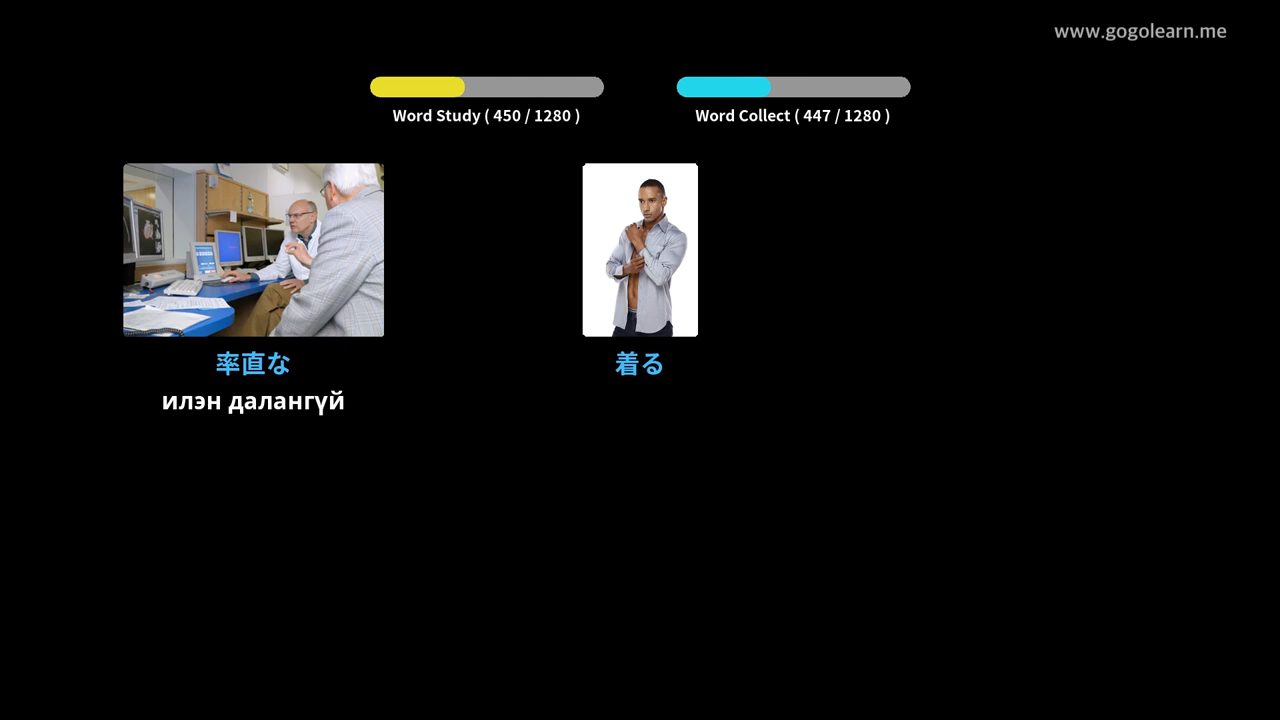 www.gogolearn.me
Word Study ( 450 / 1280 )
Word Collect ( 447 / 1280 )
率直な
илэн далангүй
着る